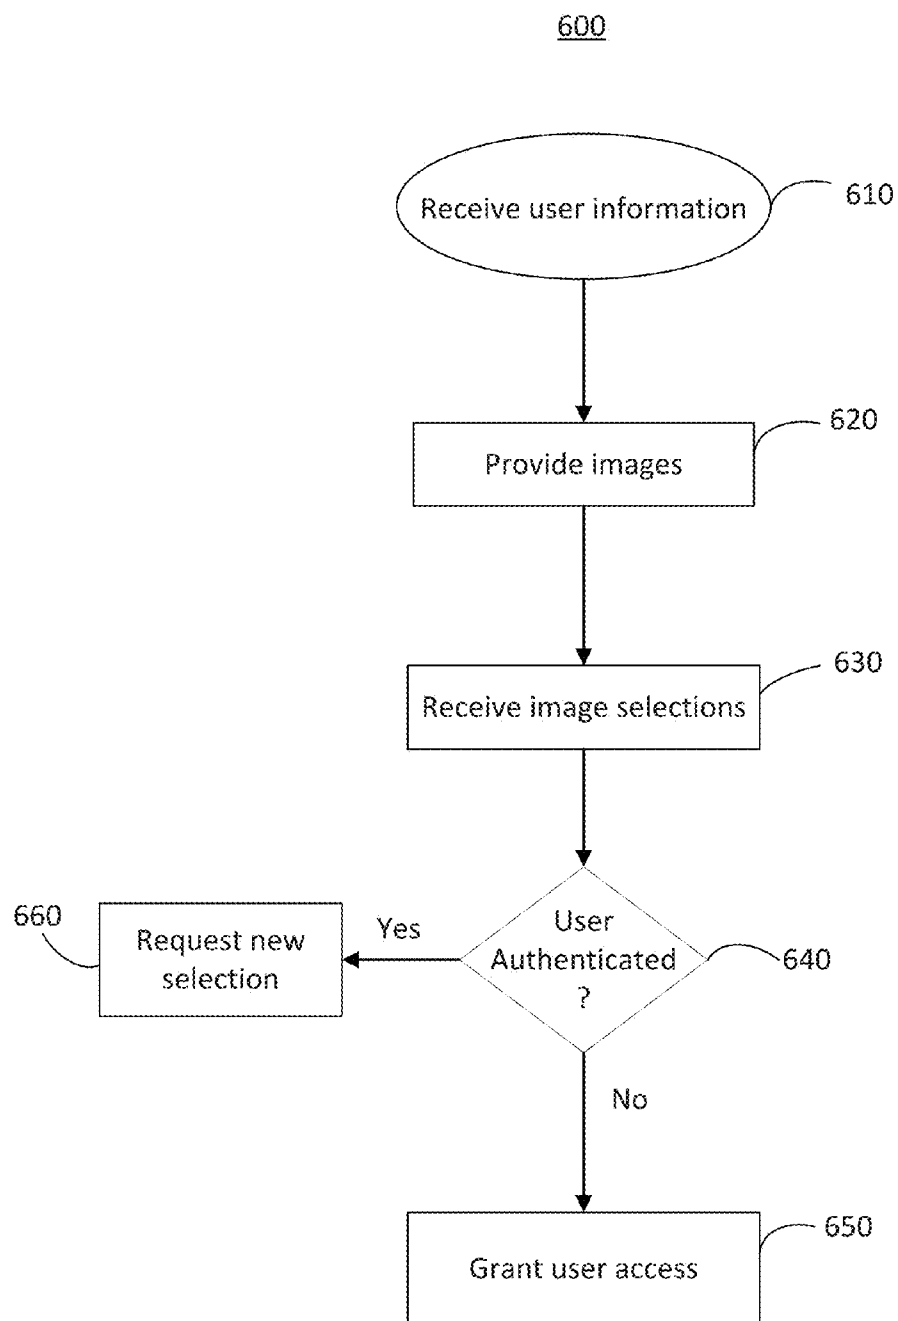 600
Receive user information
610
620
Provide images
630
Receive image selections
660
Request new
selection
Yes
User
Authenticated
?
640
No
650
Grant user access